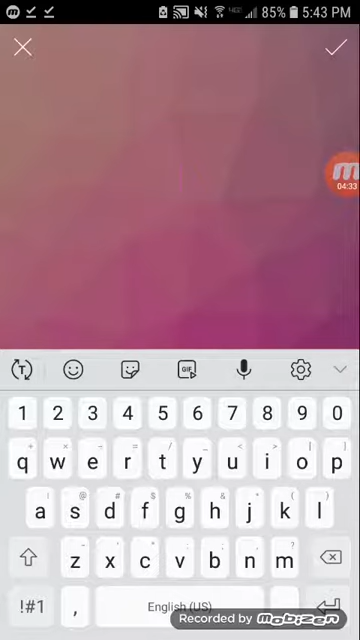 85% 5:43 PM
04:33
T GIF
1 2 3 4 5 6 7 8 9 0
q w e r t y u i o p
a s d f g h j k l
z x c v b n m
!#1 , English (US)
Recorded by mobizen